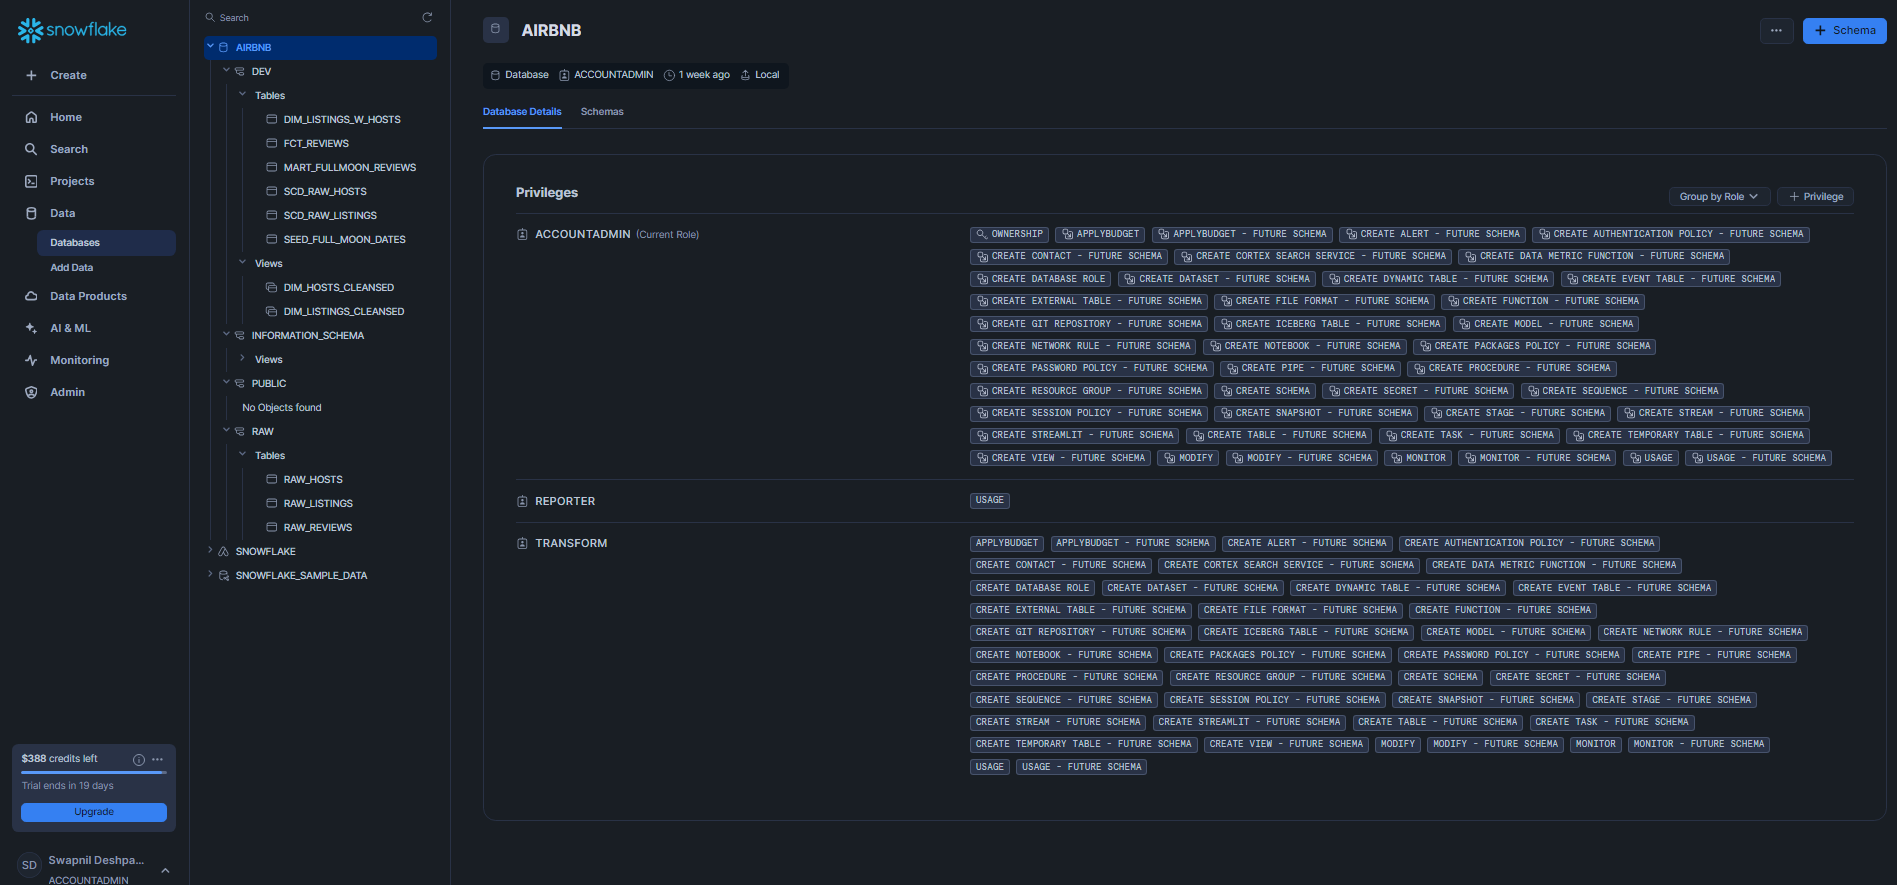 snowflake
Create
Home
Search
Projects
Data
Databases
Add Data
Data Products
AI & ML
Monitoring
Admin
$388 credits left
Trial ends in 19 days
Upgrade
SD
Swapnil Deshpa...
ACCOUNTADMIN
Search
AIRBNB
DEV
Tables
DIM_LISTINGS_W_HOSTS
FCT_REVIEWS
MART_FULLMOON_REVIEWS
SCD_RAW_HOSTS
SCD_RAW_LISTINGS
SEED_FULL_MOON_DATES
Views
DIM_HOSTS_CLEANSED
DIM_LISTINGS_CLEANSED
INFORMATION_SCHEMA
Views
PUBLIC
No Objects found
RAW
Tables
RAW_HOSTS
RAW_LISTINGS
RAW_REVIEWS
SNOWFLAKE
SNOWFLAKE_SAMPLE_DATA
AIRBNB
... + Schema
Database ACCOUNTADMIN 1 week ago Local
Database Details Schemas
Privileges
Group by Role + Privilege
ACCOUNTADMIN (Current Role)
OWNERSHIP APPLYBUDGET APPLYBUDGET - FUTURE SCHEMA CREATE ALERT - FUTURE SCHEMA CREATE AUTHENTICATION POLICY - FUTURE SCHEMA
CREATE CONTACT - FUTURE SCHEMA CREATE CORTEX SEARCH SERVICE - FUTURE SCHEMA CREATE DATA METRIC FUNCTION - FUTURE SCHEMA
CREATE DATABASE ROLE CREATE DATASET - FUTURE SCHEMA CREATE DYNAMIC TABLE - FUTURE SCHEMA CREATE EVENT TABLE - FUTURE SCHEMA
CREATE EXTERNAL TABLE - FUTURE SCHEMA CREATE FILE FORMAT - FUTURE SCHEMA CREATE FUNCTION - FUTURE SCHEMA
CREATE GIT REPOSITORY - FUTURE SCHEMA CREATE ICEBERG TABLE - FUTURE SCHEMA CREATE MODEL - FUTURE SCHEMA
CREATE NETWORK RULE - FUTURE SCHEMA CREATE NOTEBOOK - FUTURE SCHEMA CREATE PACKAGES POLICY - FUTURE SCHEMA
CREATE PASSWORD POLICY - FUTURE SCHEMA CREATE PIPE - FUTURE SCHEMA CREATE PROCEDURE - FUTURE SCHEMA
CREATE RESOURCE GROUP - FUTURE SCHEMA CREATE SCHEMA CREATE SECRET - FUTURE SCHEMA CREATE SEQUENCE - FUTURE SCHEMA
CREATE SESSION POLICY - FUTURE SCHEMA CREATE SNAPSHOT - FUTURE SCHEMA CREATE STAGE - FUTURE SCHEMA CREATE STREAM - FUTURE SCHEMA
CREATE STREAMLIT - FUTURE SCHEMA CREATE TABLE - FUTURE SCHEMA CREATE TASK - FUTURE SCHEMA CREATE TEMPORARY TABLE - FUTURE SCHEMA
CREATE VIEW - FUTURE SCHEMA MODIFY MODIFY - FUTURE SCHEMA MONITOR MONITOR - FUTURE SCHEMA USAGE USAGE - FUTURE SCHEMA
REPORTER
USAGE
TRANSFORM
APPLYBUDGET APPLYBUDGET - FUTURE SCHEMA CREATE ALERT - FUTURE SCHEMA CREATE AUTHENTICATION POLICY - FUTURE SCHEMA
CREATE CONTACT - FUTURE SCHEMA CREATE CORTEX SEARCH SERVICE - FUTURE SCHEMA CREATE DATA METRIC FUNCTION - FUTURE SCHEMA
CREATE DATABASE ROLE CREATE DATASET - FUTURE SCHEMA CREATE DYNAMIC TABLE - FUTURE SCHEMA CREATE EVENT TABLE - FUTURE SCHEMA
CREATE EXTERNAL TABLE - FUTURE SCHEMA CREATE FILE FORMAT - FUTURE SCHEMA CREATE FUNCTION - FUTURE SCHEMA
CREATE GIT REPOSITORY - FUTURE SCHEMA CREATE ICEBERG TABLE - FUTURE SCHEMA CREATE MODEL - FUTURE SCHEMA CREATE NETWORK RULE - FUTURE SCHEMA
CREATE NOTEBOOK - FUTURE SCHEMA CREATE PACKAGES POLICY - FUTURE SCHEMA CREATE PASSWORD POLICY - FUTURE SCHEMA CREATE PIPE - FUTURE SCHEMA
CREATE PROCEDURE - FUTURE SCHEMA CREATE RESOURCE GROUP - FUTURE SCHEMA CREATE SCHEMA CREATE SECRET - FUTURE SCHEMA
CREATE SEQUENCE - FUTURE SCHEMA CREATE SESSION POLICY - FUTURE SCHEMA CREATE SNAPSHOT - FUTURE SCHEMA CREATE STAGE - FUTURE SCHEMA
CREATE STREAM - FUTURE SCHEMA CREATE STREAMLIT - FUTURE SCHEMA CREATE TABLE - FUTURE SCHEMA CREATE TASK - FUTURE SCHEMA
CREATE TEMPORARY TABLE - FUTURE SCHEMA CREATE VIEW - FUTURE SCHEMA MODIFY MODIFY - FUTURE SCHEMA MONITOR MONITOR - FUTURE SCHEMA
USAGE USAGE - FUTURE SCHEMA